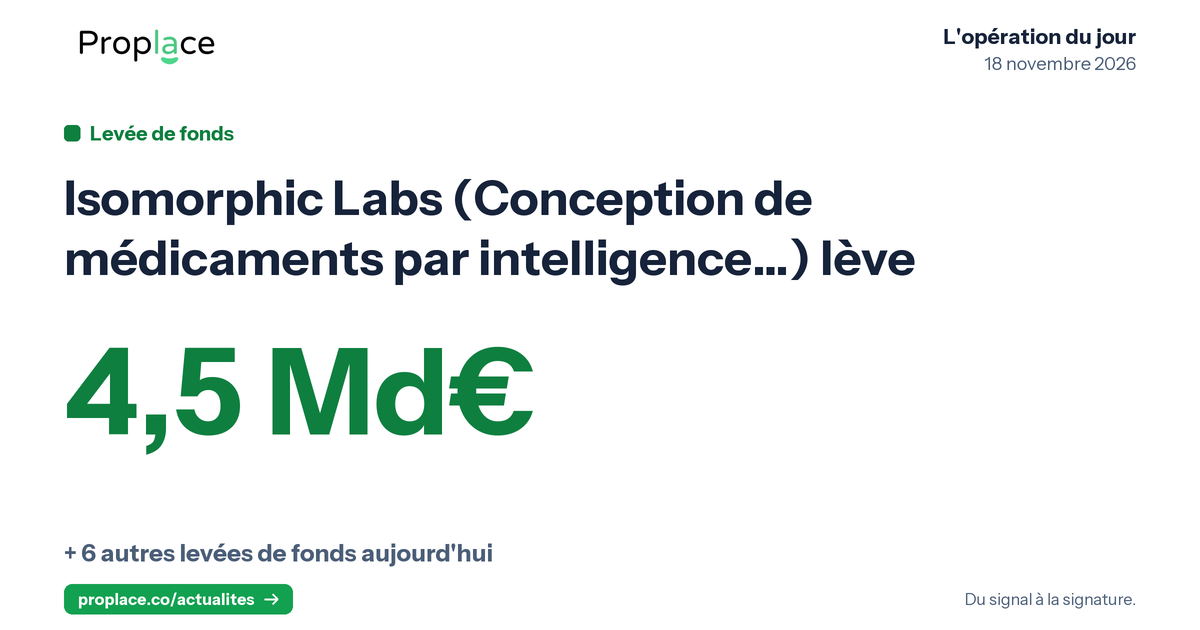 Proplace
L'opération du jour
18 novembre 2026
Levée de fonds
Isomorphic Labs (Conception de
médicaments par intelligence...) lève
4,5 Md€
+ 6 autres levées de fonds aujourd'hui
proplace.co/actualites →
Du signal à la signature.